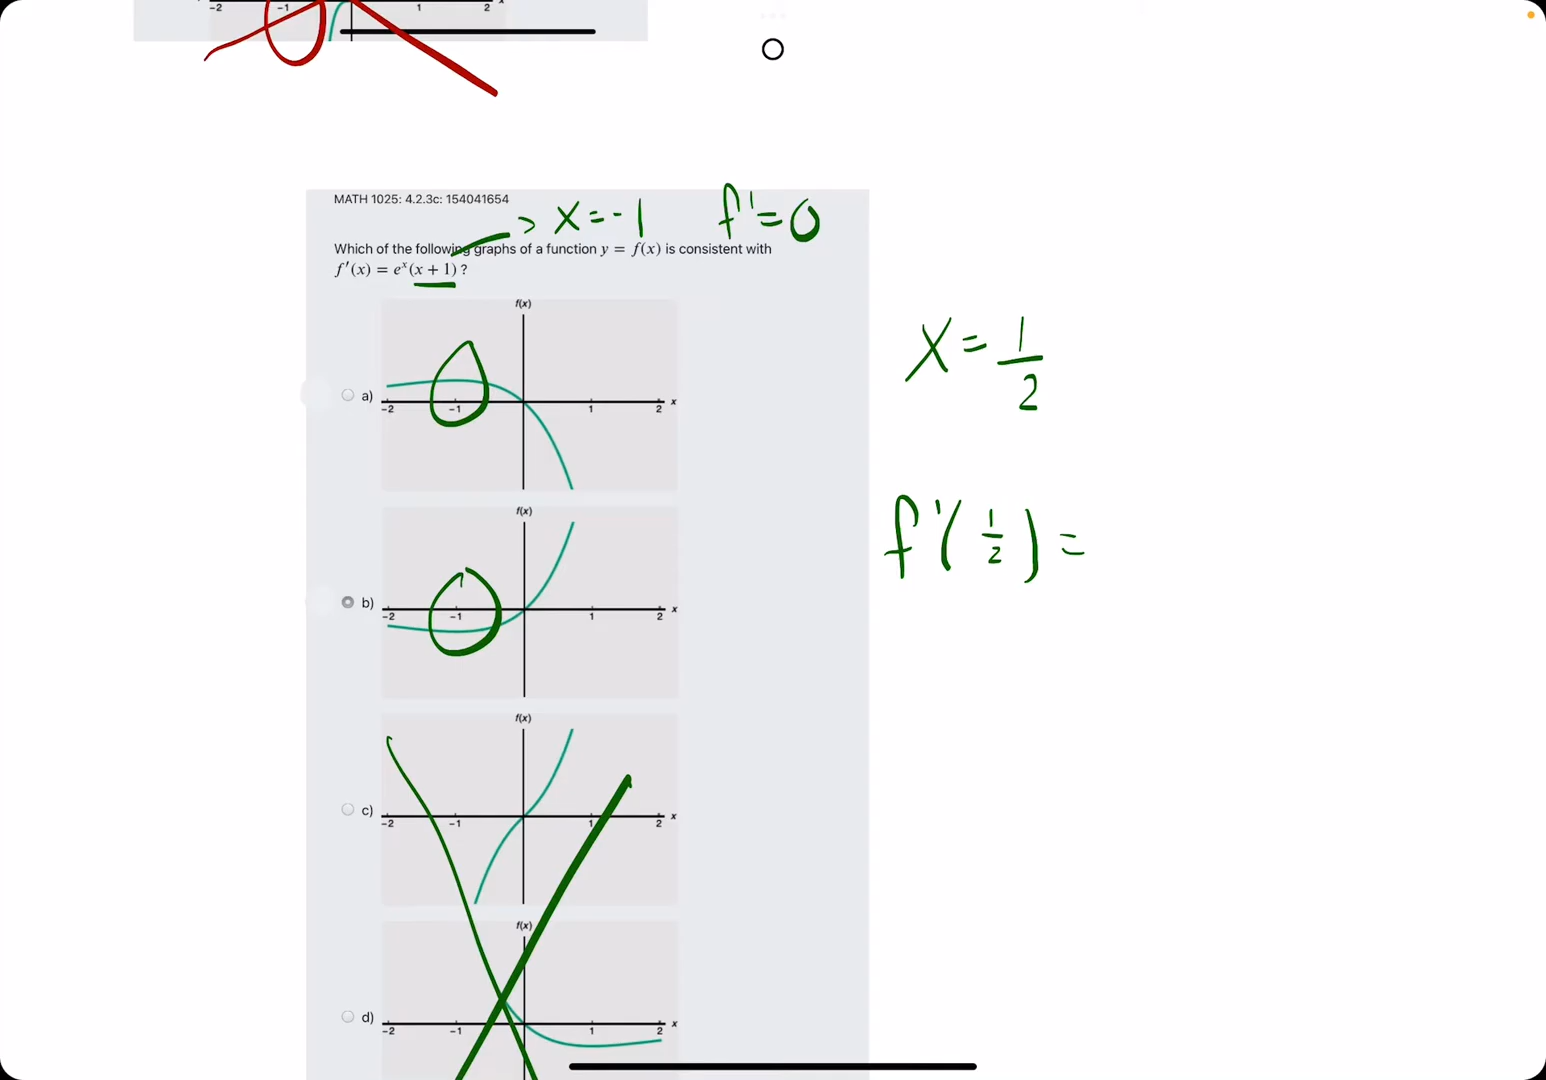 -2 -1 1 2 x
MATH 1025: 4.2.3c: 154041654
x = -1 f' = 0
Which of the following graphs of a function y = f(x) is consistent with
f'(x) = eˣ(x + 1) ?
f(x)
a)
-2 -1 1 2 x
f(x)
b)
-2 -1 1 2 x
f(x)
c)
-2 -1 1 2 x
f(x)
d)
-2 -1 1 2 x
X = 1/2
f'(1/2) =